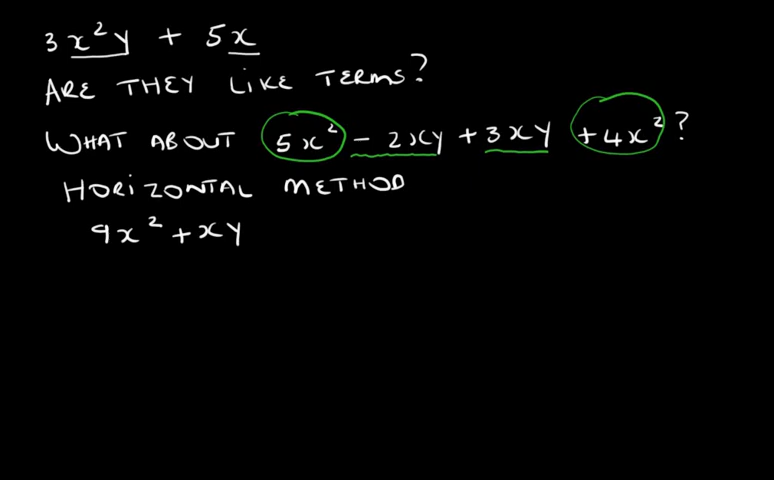 3x²y + 5x
ARE THEY LIKE TERMS?
WHAT ABOUT 5x² - 2xy + 3xy + 4x²?
HORIZONTAL METHOD
9x² + xy